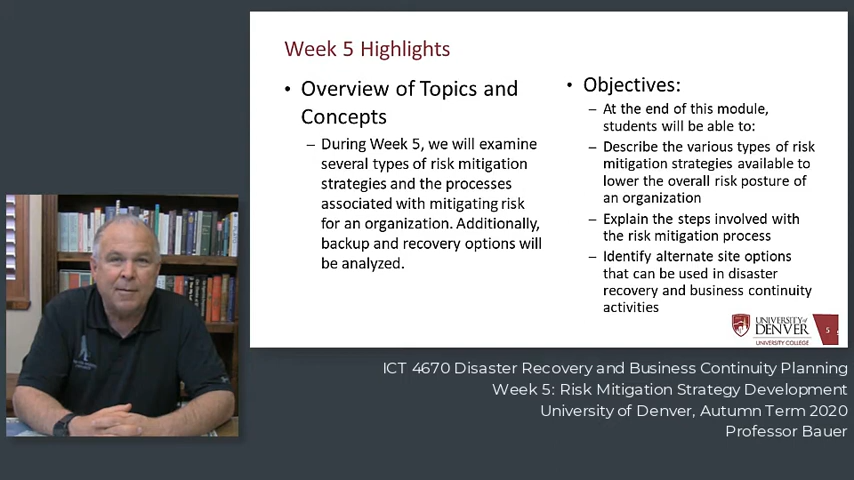 Week 5 Highlights
• Overview of Topics and
Concepts
– During Week 5, we will examine
several types of risk mitigation
strategies and the processes
associated with mitigating risk
for an organization. Additionally,
backup and recovery options will
be analyzed.
• Objectives:
– At the end of this module,
students will be able to:
– Describe the various types of risk
mitigation strategies available to
lower the overall risk posture of
an organization
– Explain the steps involved with
the risk mitigation process
– Identify alternate site options
that can be used in disaster
recovery and business continuity
activities
UNIVERSITY of
DENVER
UNIVERSITY COLLEGE
5
ICT 4670 Disaster Recovery and Business Continuity Planning
Week 5: Risk Mitigation Strategy Development
University of Denver, Autumn Term 2020
Professor Bauer